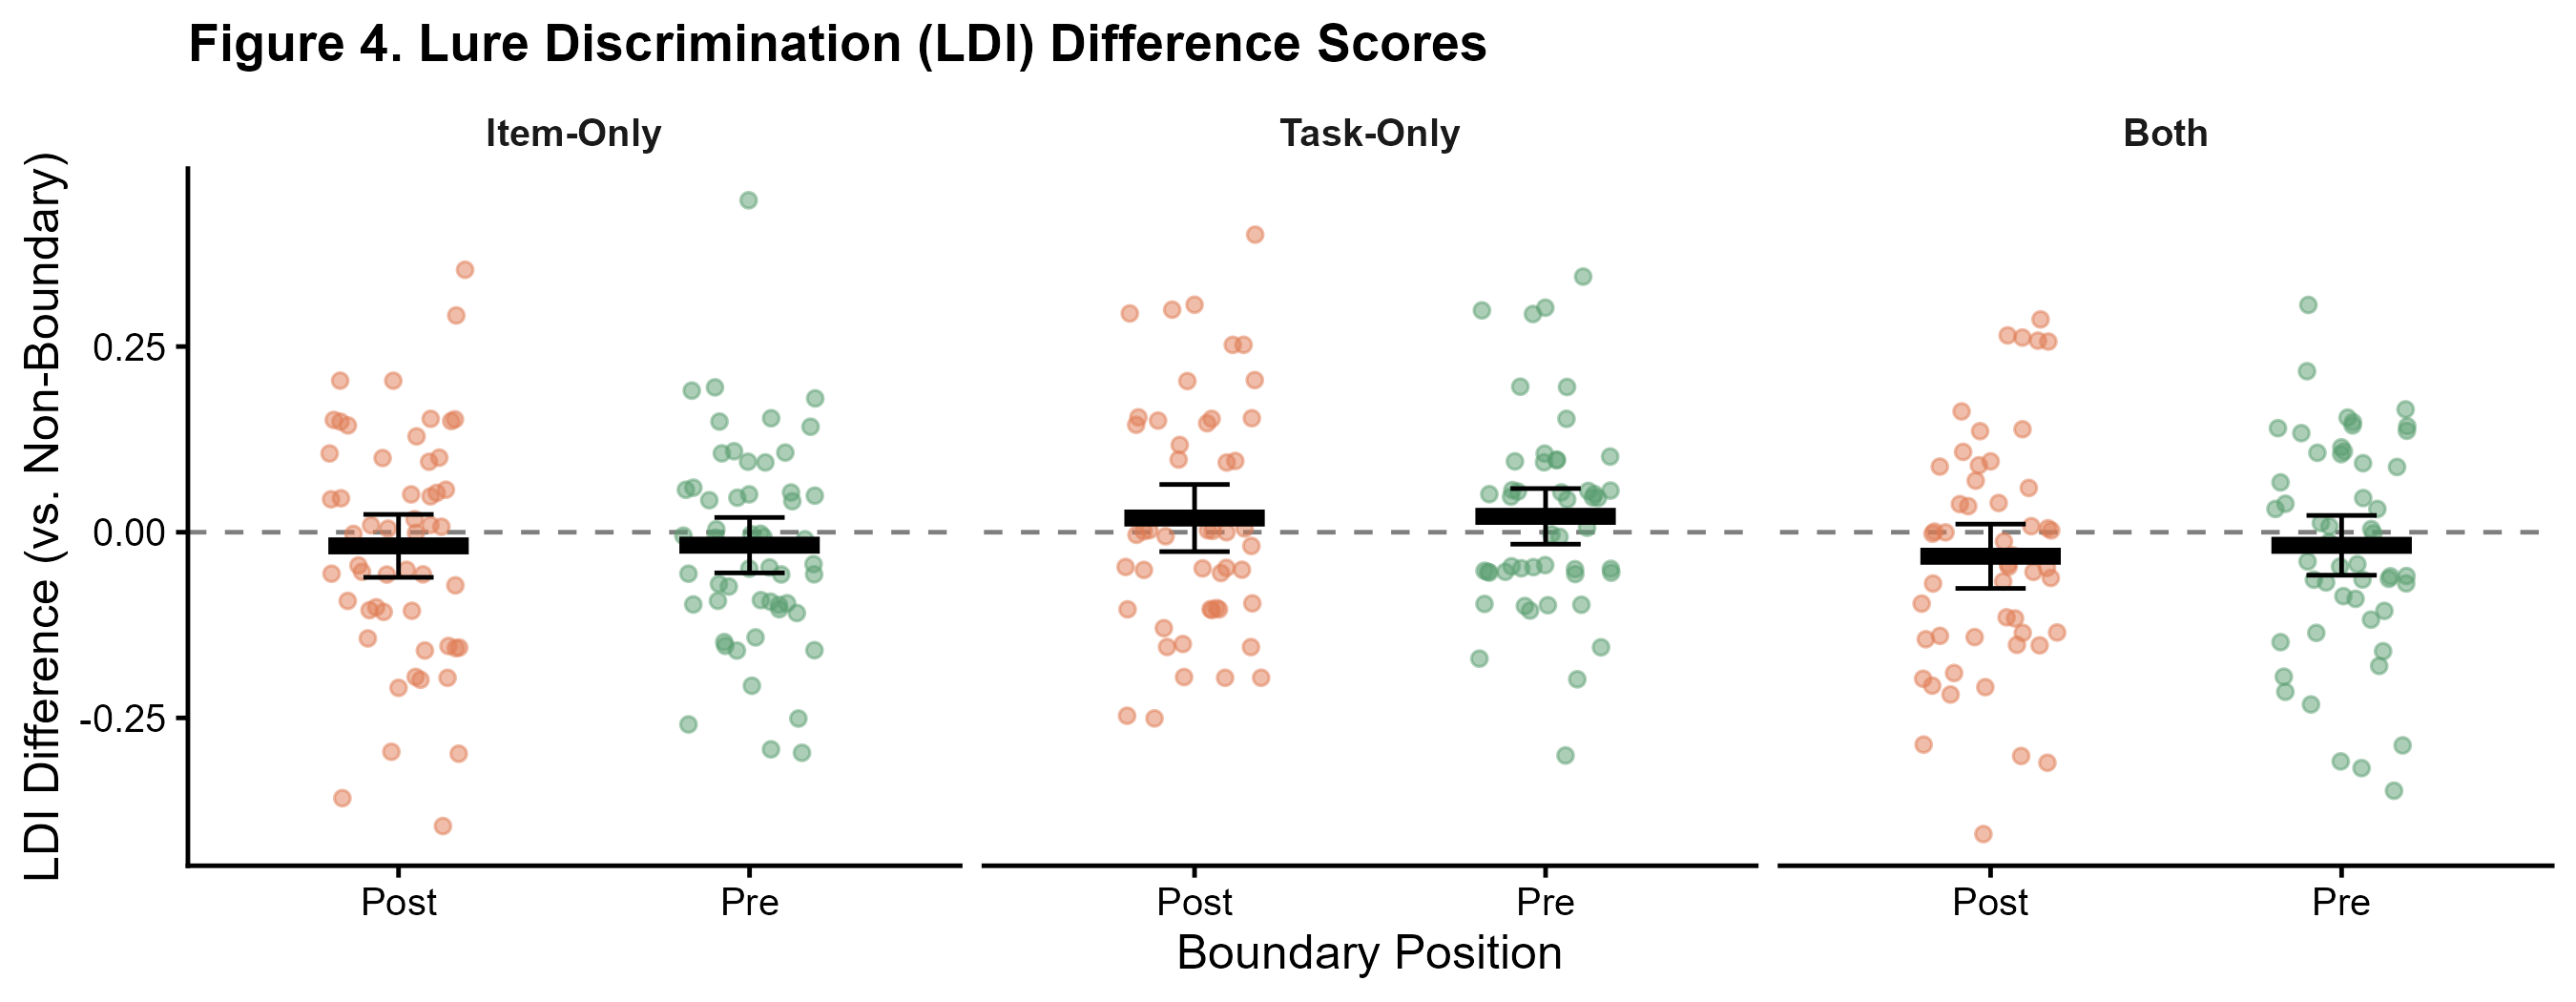 Figure 4. Lure Discrimination (LDI) Difference Scores
Item-Only Task-Only Both
LDI Difference (vs. Non-Boundary)
0.25
0.00
-0.25
Post Pre Post Pre Post Pre
Boundary Position